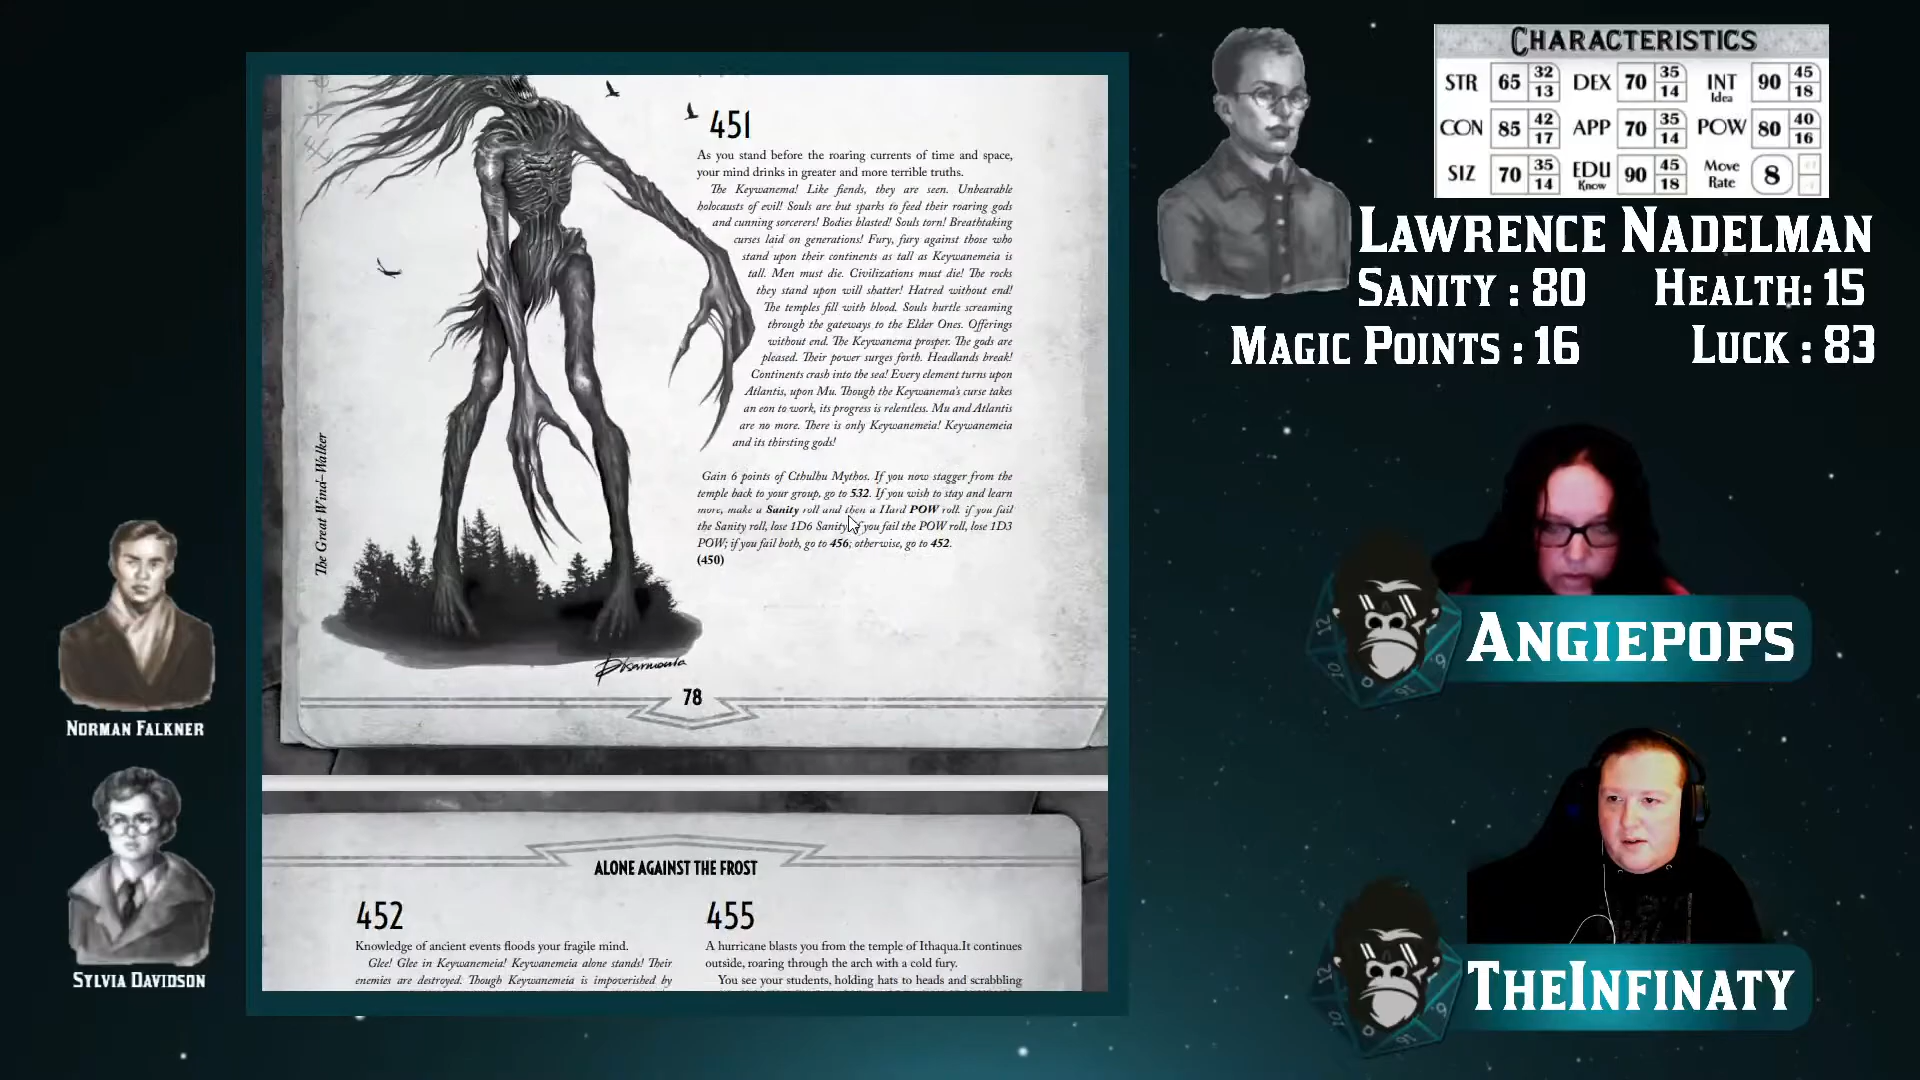 451
As you stand before the roaring currents of time and space,
your mind drinks in greater and more terrible truths.
The Keywanema! Like fiends, they are seen. Unbearable
holocausts of evil! Souls are but sparks to feed their roaring gods
and cunning sorcerers! Bodies blasted! Souls torn! Breathtaking
curses laid on generations! Fury, fury against those who
stand upon their continents as tall as Keywanemeia is
tall. Men must die. Civilizations must die! The rocks
they stand upon will shatter! Hatred without end!
The temples fill with blood. Souls hurtle screaming
through the gateways to the Elder Ones. Offerings
without end. The Keywanema prosper. The gods are
pleased. Their power surges forth. Headlands break!
Continents crash into the sea! Every element turns upon
Atlantis, upon Mu. Though the Keywanema's curse takes
an eon to work, its progress is relentless. Mu and Atlantis
are no more. There is only Keywanemeia! Keywanemeia
and its thirsting gods!
Gain 6 points of Cthulhu Mythos. If you now stagger from the
temple back to your group, go to 532. If you wish to stay and learn
more, make a Sanity roll and then a Hard POW roll. if you fail
the Sanity roll, lose 1D6 Sanity; if you fail the POW roll, lose 1D3
POW; if you fail both, go to 456; otherwise, go to 452.
(450)
The Great Wind-Walker
78
ALONE AGAINST THE FROST
452
Knowledge of ancient events floods your fragile mind.
Glee! Glee in Keywanemeia! Keywanemeia alone stands! Their
enemies are destroyed. Though Keywanemeia is impoverished by
455
A hurricane blasts you from the temple of Ithaqua.It continues
outside, roaring through the arch with a cold fury.
You see your students, holding hats to heads and scrabbling
NORMAN FALKNER
SYLVIA DAVIDSON
CHARACTERISTICS
STR 65 32 13 DEX 70 35 14 INT Idea 90 45 18
CON 85 42 17 APP 70 35 14 POW 80 40 16
SIZ 70 35 14 EDU Know 90 45 18 Move Rate 8
LAWRENCE NADELMAN
SANITY : 80 HEALTH: 15
MAGIC POINTS : 16 LUCK : 83
ANGIEPOPS
THEINFINATY